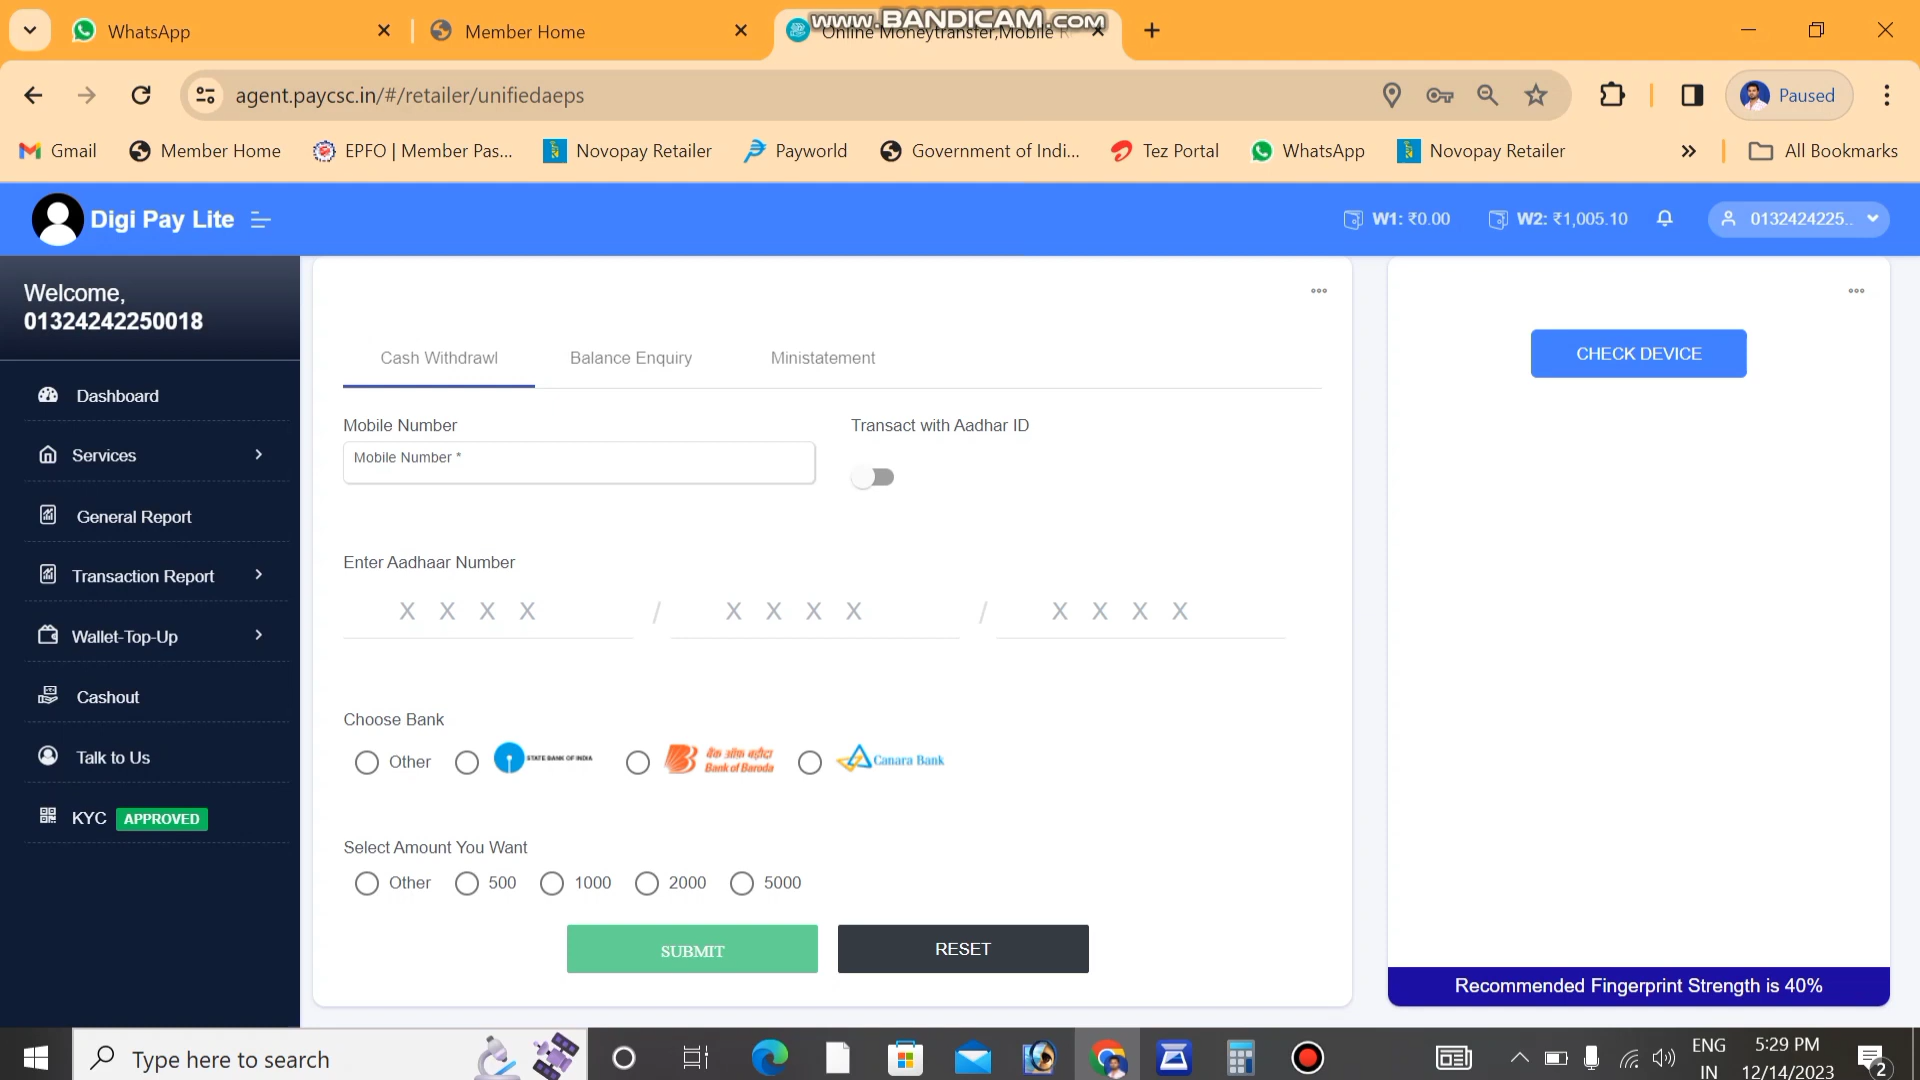 www.BANDICAM.COM
WhatsApp
Member Home
Online Moneytransfer,Mobile R
agent.paycsc.in/#/retailer/unifiedaeps
Paused
Gmail
Member Home
EPFO | Member Pas...
Novopay Retailer
Payworld
Government of Indi...
Tez Portal
WhatsApp
Novopay Retailer
All Bookmarks
Digi Pay Lite
W1: ₹0.00
W2: ₹1,005.10
0132424225..
Welcome,
01324242250018
Dashboard
Services
General Report
Transaction Report
Wallet-Top-Up
Cashout
Talk to Us
KYC APPROVED
Cash Withdrawl
Balance Enquiry
Ministatement
Mobile Number
Transact with Aadhar ID
Mobile Number *
Enter Aadhaar Number
X X X X / X X X X / X X X X
Choose Bank
Other
STATE BANK OF INDIA
बैंक ऑफ़ बड़ौदा
Bank of Baroda
Canara Bank
Select Amount You Want
Other
500
1000
2000
5000
SUBMIT
RESET
CHECK DEVICE
Recommended Fingerprint Strength is 40%
Type here to search
ENG
IN
5:29 PM
12/14/2023
2